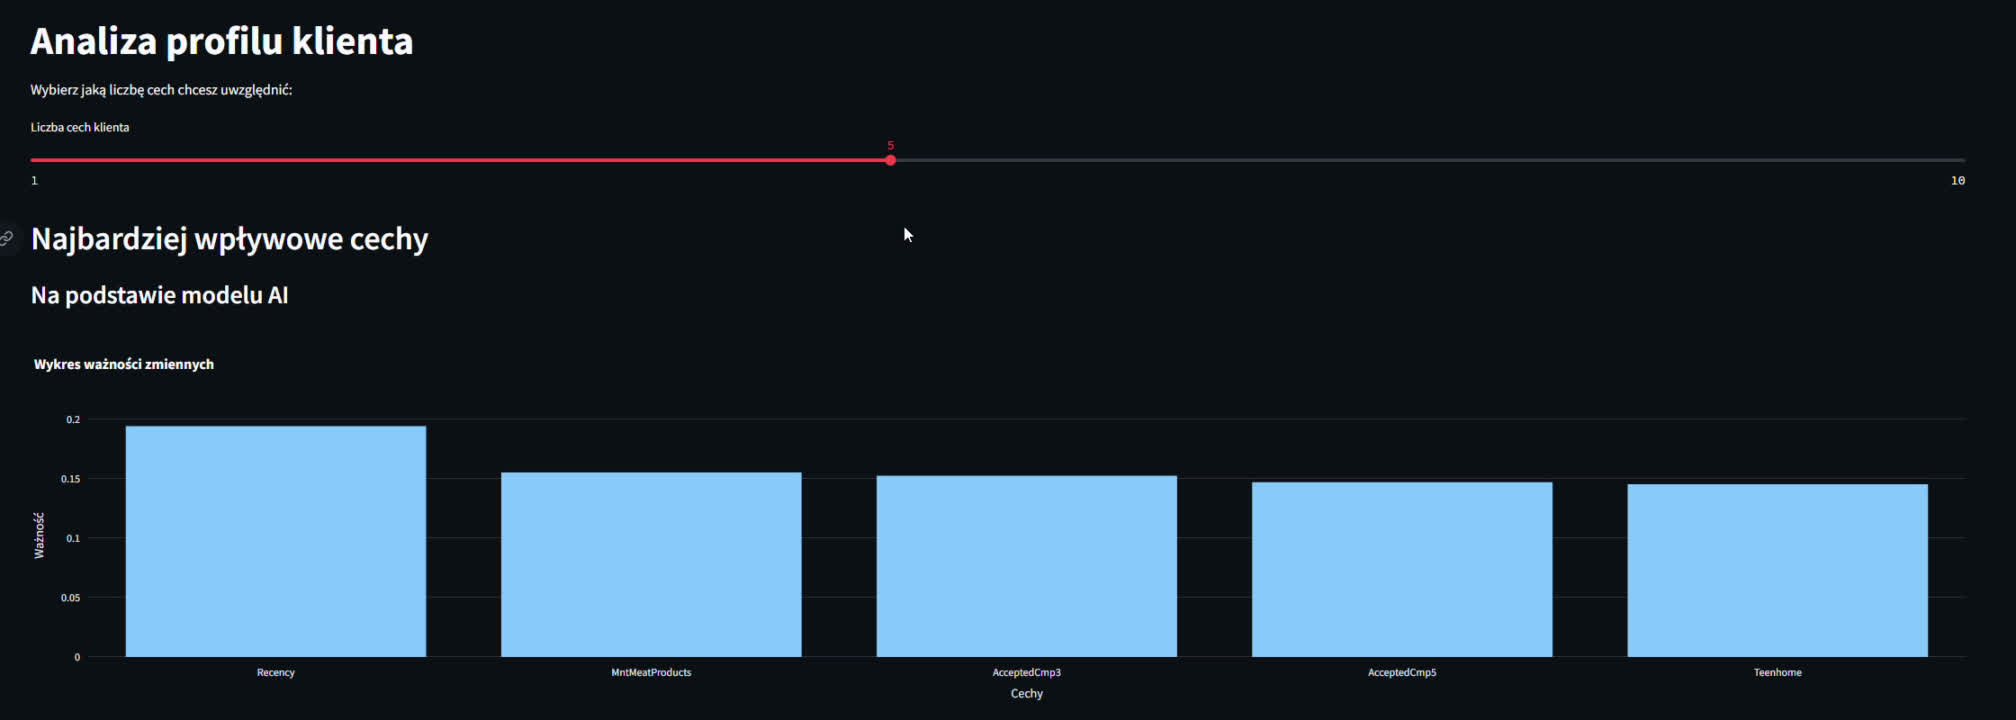 Analiza profilu klienta
Wybierz jaką liczbę cech chcesz uwzględnić:
Liczba cech klienta
5
1
10
Najbardziej wpływowe cechy
Na podstawie modelu AI
Wykres ważności zmiennych
0.2
0.15
0.1
0.05
0
Ważność
Recency
MntMeatProducts
AcceptedCmp3
AcceptedCmp5
Teenhome
Cechy